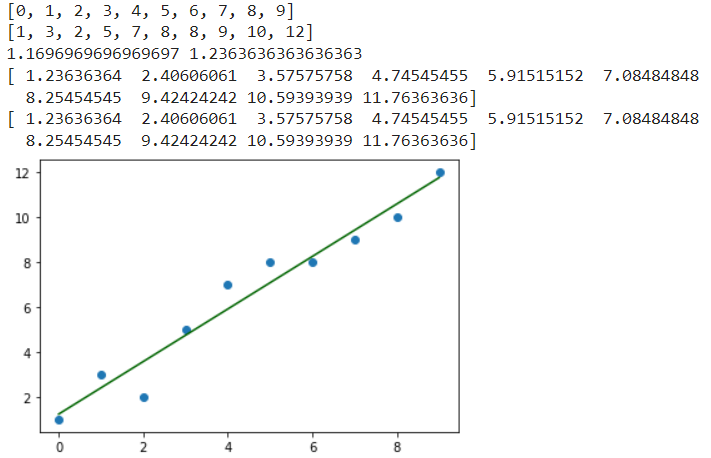 [0, 1, 2, 3, 4, 5, 6, 7, 8, 9]
[1, 3, 2, 5, 7, 8, 8, 9, 10, 12]
1.1696969696969697 1.2363636363636363
[ 1.23636364  2.40606061  3.57575758  4.74545455  5.91515152  7.08484848
  8.25454545  9.42424242 10.59393939 11.76363636]
[ 1.23636364  2.40606061  3.57575758  4.74545455  5.91515152  7.08484848
  8.25454545  9.42424242 10.59393939 11.76363636]
12
10
8
6
4
2
0 2 4 6 8